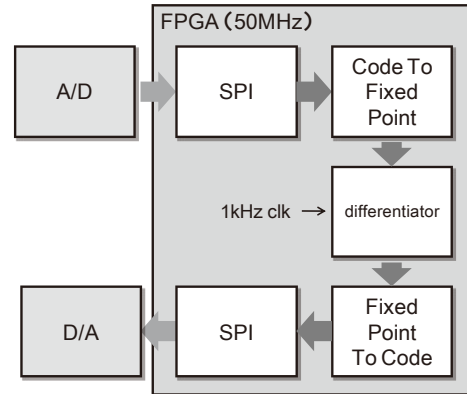 FPGA（50MHz）
A/D
SPI
Code To
Fixed
Point
1kHz clk
differentiator
D/A
SPI
Fixed
Point
To Code